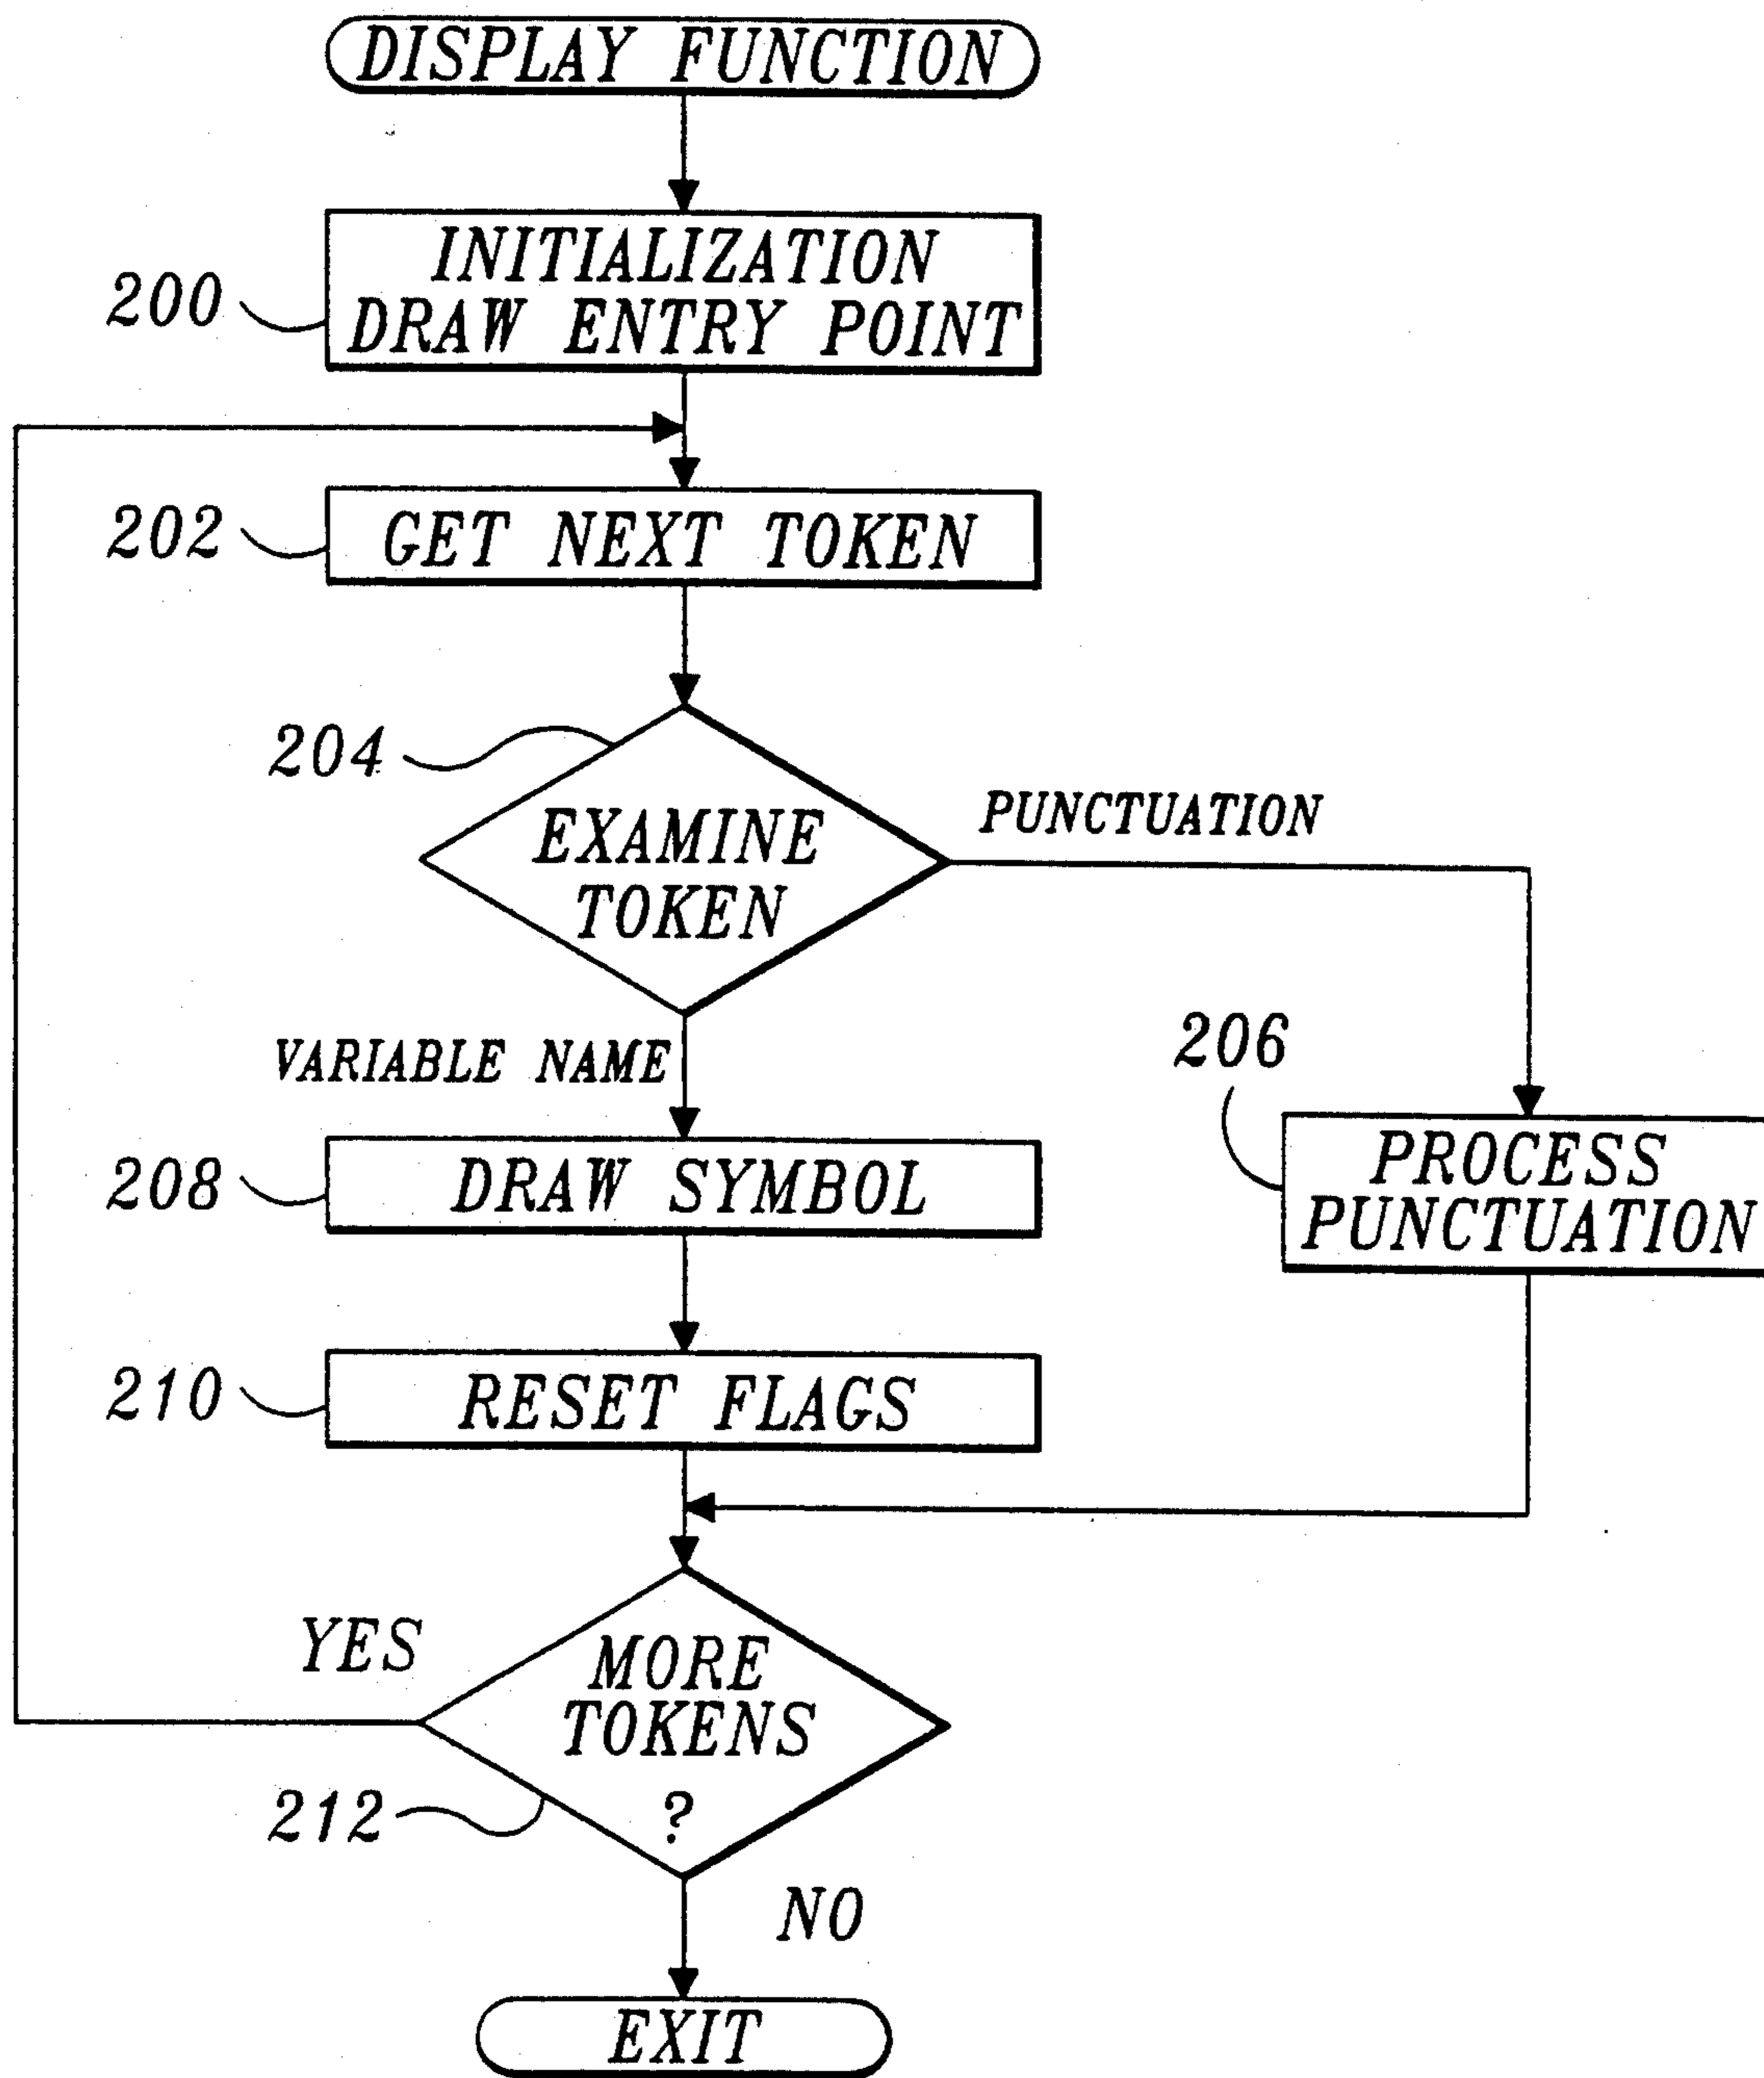 DISPLAY FUNCTION
INITIALIZATION
200
DRAW ENTRY POINT
202
GET NEXT TOKEN
204
EXAMINE
TOKEN
PUNCTUATION
VARIABLE NAME
206
PROCESS
PUNCTUATION
208
DRAW SYMBOL
210
RESET FLAGS
YES
MORE
TOKENS
?
212
NO
EXIT